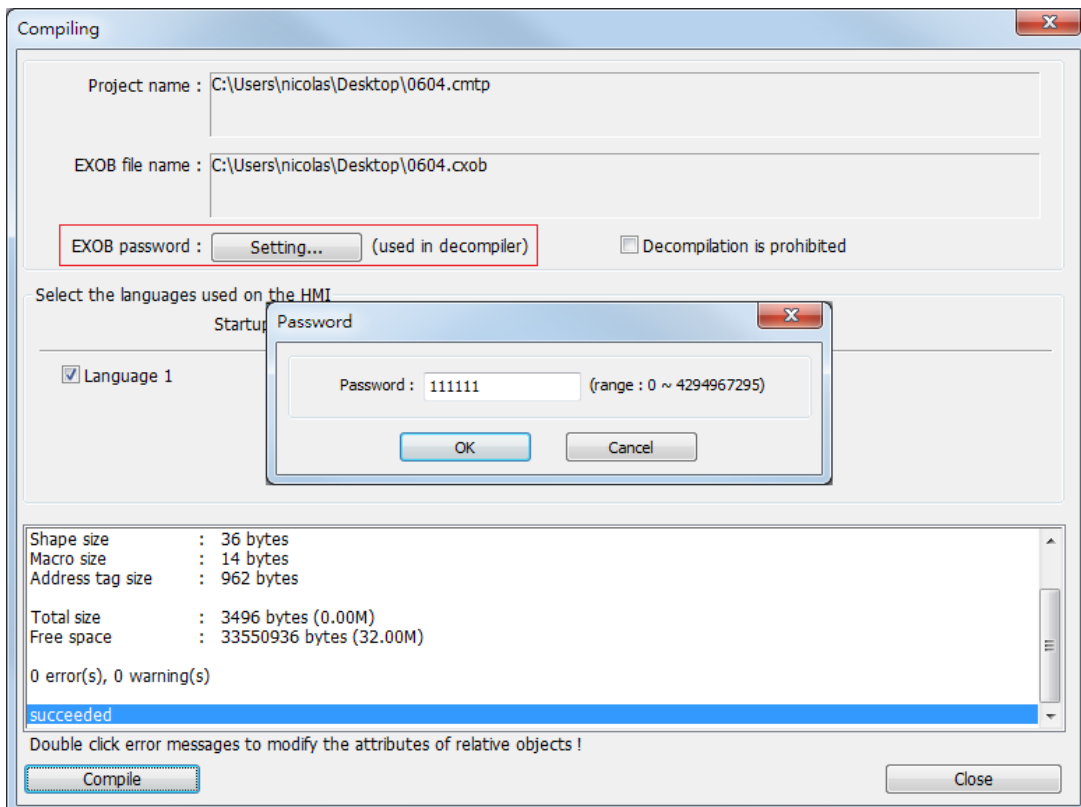 Compiling
Project name : C:\Users\nicolas\Desktop\0604.cmtp
EXOB file name : C:\Users\nicolas\Desktop\0604.cxob
EXOB password : Setting... (used in decompiler) Decompilation is prohibited
Select the languages used on the HMI
Startup
Password
Language 1
Password : 111111 (range : 0 ~ 4294967295)
OK Cancel
Shape size : 36 bytes
Macro size : 14 bytes
Address tag size : 962 bytes
Total size : 3496 bytes (0.00M)
Free space : 33550936 bytes (32.00M)
0 error(s), 0 warning(s)
succeeded
Double click error messages to modify the attributes of relative objects !
Compile Close